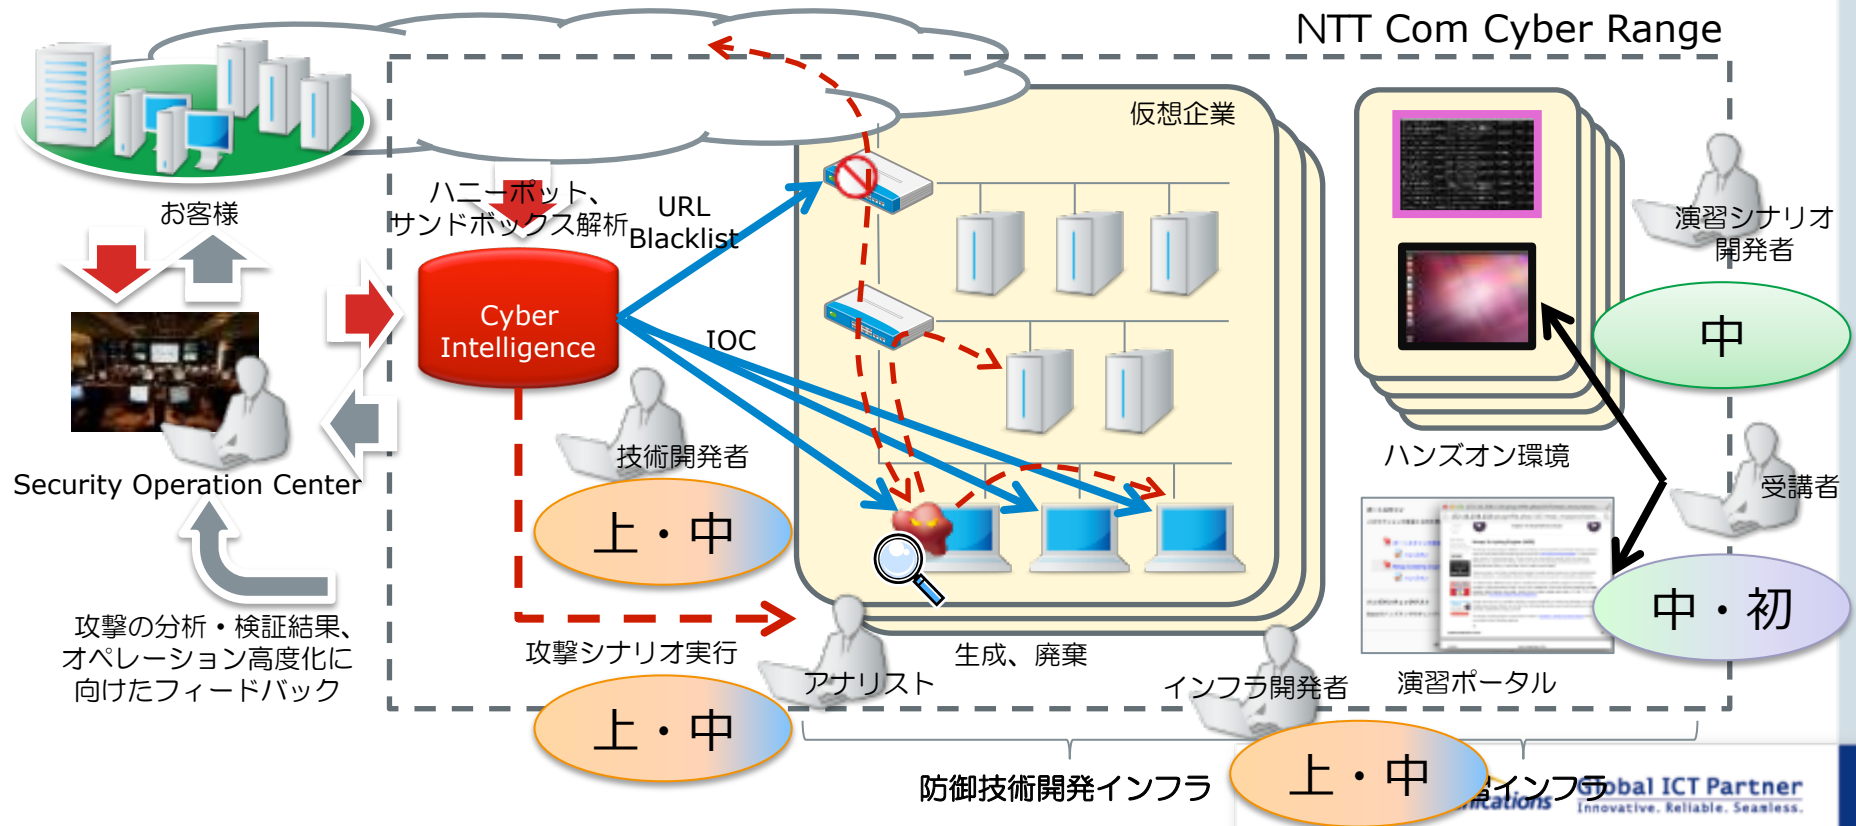 NTT Com Cyber Range
仮想企業
お客様
ハニーポット、
サンドボックス解析
URL
Blacklist
演習シナリオ
開発者
中
Cyber
Intelligence
IOC
技術開発者
上・中
Security Operation Center
攻撃の分析・検証結果、
オペレーション高度化に
向けたフィードバック
攻撃シナリオ実行
アナリスト
上・中
生成、廃棄
インフラ開発者
上・中
ハンズオン環境
受講者
中・初
演習ポータル
防御技術開発インフラ
習インフラ
nications
Global ICT Partner
Innovative. Reliable. Seamless.